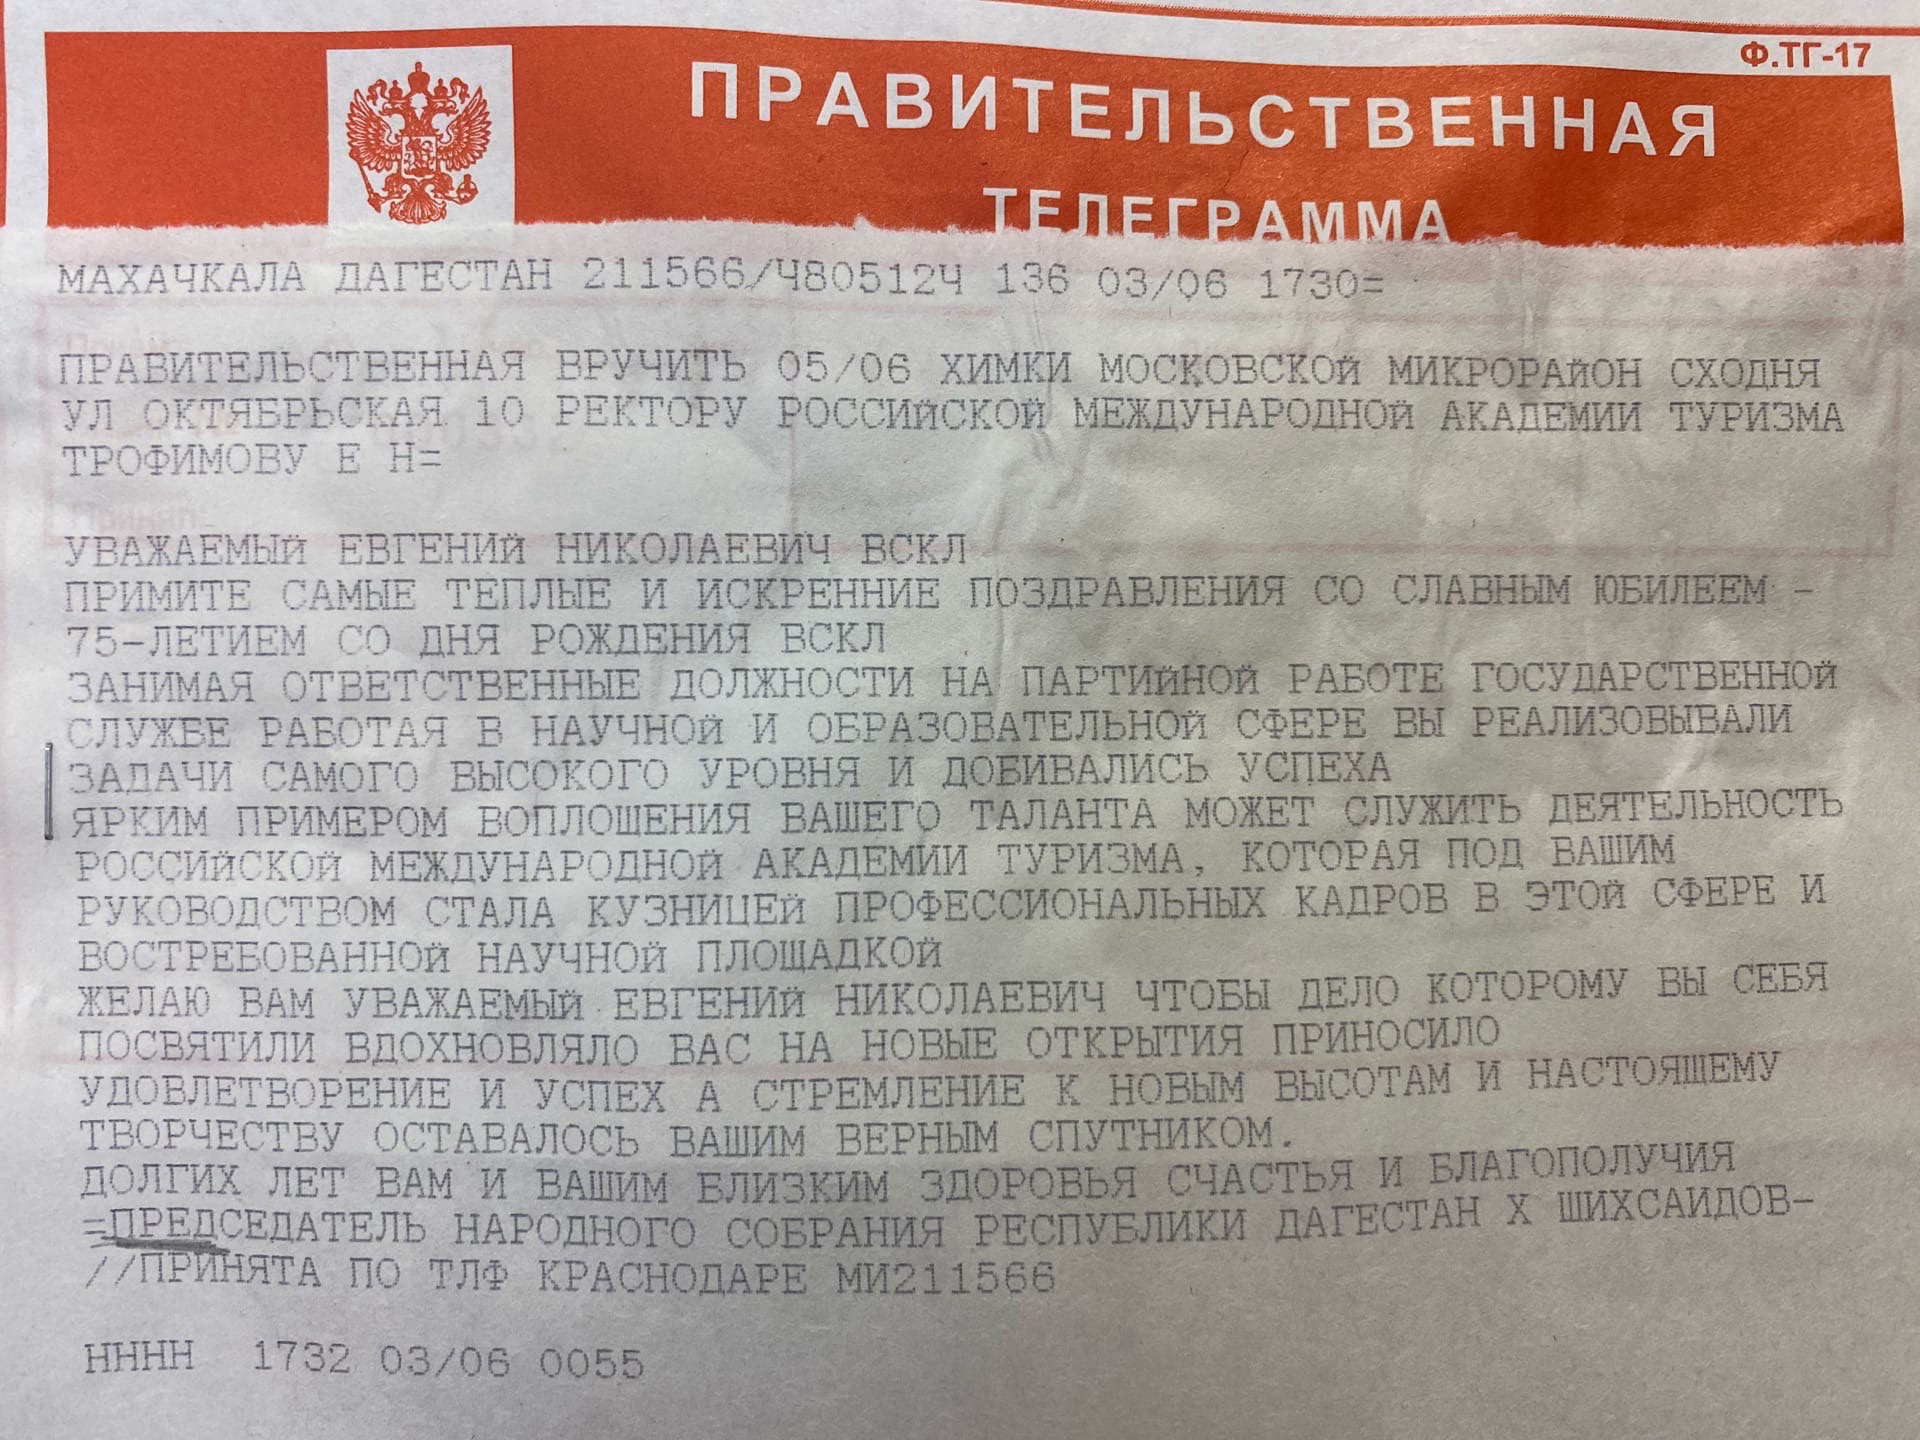 Ф.ТГ-17
ПРАВИТЕЛЬСТВЕННАЯ
ТЕЛЕГРАММА
МАХАЧКАЛА ДАГЕСТАН 211566/Ч80512Ч 136 03/06 1730=
ПРАВИТЕЛЬСТВЕННАЯ ВРУЧИТЬ 05/06 ХИМКИ МОСКОВСКОЙ МИКРОРАЙОН СХОДНЯ
УЛ ОКТЯБРЬСКАЯ 10 РЕКТОРУ РОССИЙСКОЙ МЕЖДУНАРОДНОЙ АКАДЕМИИ ТУРИЗМА
ТРОФИМОВУ Е Н=
УВАЖАЕМЫЙ ЕВГЕНИЙ НИКОЛАЕВИЧ ВСКЛ
ПРИМИТЕ САМЫЕ ТЕПЛЫЕ И ИСКРЕННИЕ ПОЗДРАВЛЕНИЯ СО СЛАВНЫМ ЮБИЛЕЕМ -
75-ЛЕТИЕМ СО ДНЯ РОЖДЕНИЯ ВСКЛ
ЗАНИМАЯ ОТВЕТСТВЕННЫЕ ДОЛЖНОСТИ НА ПАРТИЙНОЙ РАБОТЕ ГОСУДАРСТВЕННОЙ
СЛУЖБЕ РАБОТАЯ В НАУЧНОЙ И ОБРАЗОВАТЕЛЬНОЙ СФЕРЕ ВЫ РЕАЛИЗОВЫВАЛИ
ЗАДАЧИ САМОГО ВЫСОКОГО УРОВНЯ И ДОБИВАЛИСЬ УСПЕХА
ЯРКИМ ПРИМЕРОМ ВОПЛОЩЕНИЯ ВАШЕГО ТАЛАНТА МОЖЕТ СЛУЖИТЬ ДЕЯТЕЛЬНОСТЬ
РОССИЙСКОЙ МЕЖДУНАРОДНОЙ АКАДЕМИИ ТУРИЗМА, КОТОРАЯ ПОД ВАШИМ
РУКОВОДСТВОМ СТАЛА КУЗНИЦЕЙ ПРОФЕССИОНАЛЬНЫХ КАДРОВ В ЭТОЙ СФЕРЕ И
ВОСТРЕБОВАННОЙ НАУЧНОЙ ПЛОЩАДКОЙ
ЖЕЛАЮ ВАМ УВАЖАЕМЫЙ ЕВГЕНИЙ НИКОЛАЕВИЧ ЧТОБЫ ДЕЛО КОТОРОМУ ВЫ СЕБЯ
ПОСВЯТИЛИ ВДОХНОВЛЯЛО ВАС НА НОВЫЕ ОТКРЫТИЯ ПРИНОСИЛО
УДОВЛЕТВОРЕНИЕ И УСПЕХ А СТРЕМЛЕНИЕ К НОВЫМ ВЫСОТАМ И НАСТОЯЩЕМУ
ТВОРЧЕСТВУ ОСТАВАЛОСЬ ВАШИМ ВЕРНЫМ СПУТНИКОМ.
ДОЛГИХ ЛЕТ ВАМ И ВАШИМ БЛИЗКИМ ЗДОРОВЬЯ СЧАСТЬЯ И БЛАГОПОЛУЧИЯ
=ПРЕДСЕДАТЕЛЬ НАРОДНОГО СОБРАНИЯ РЕСПУБЛИКИ ДАГЕСТАН Х ШИХСАИДОВ-
//ПРИНЯТА ПО ТЛФ КРАСНОДАРЕ МИ211566
НННН 1732 03/06 0055